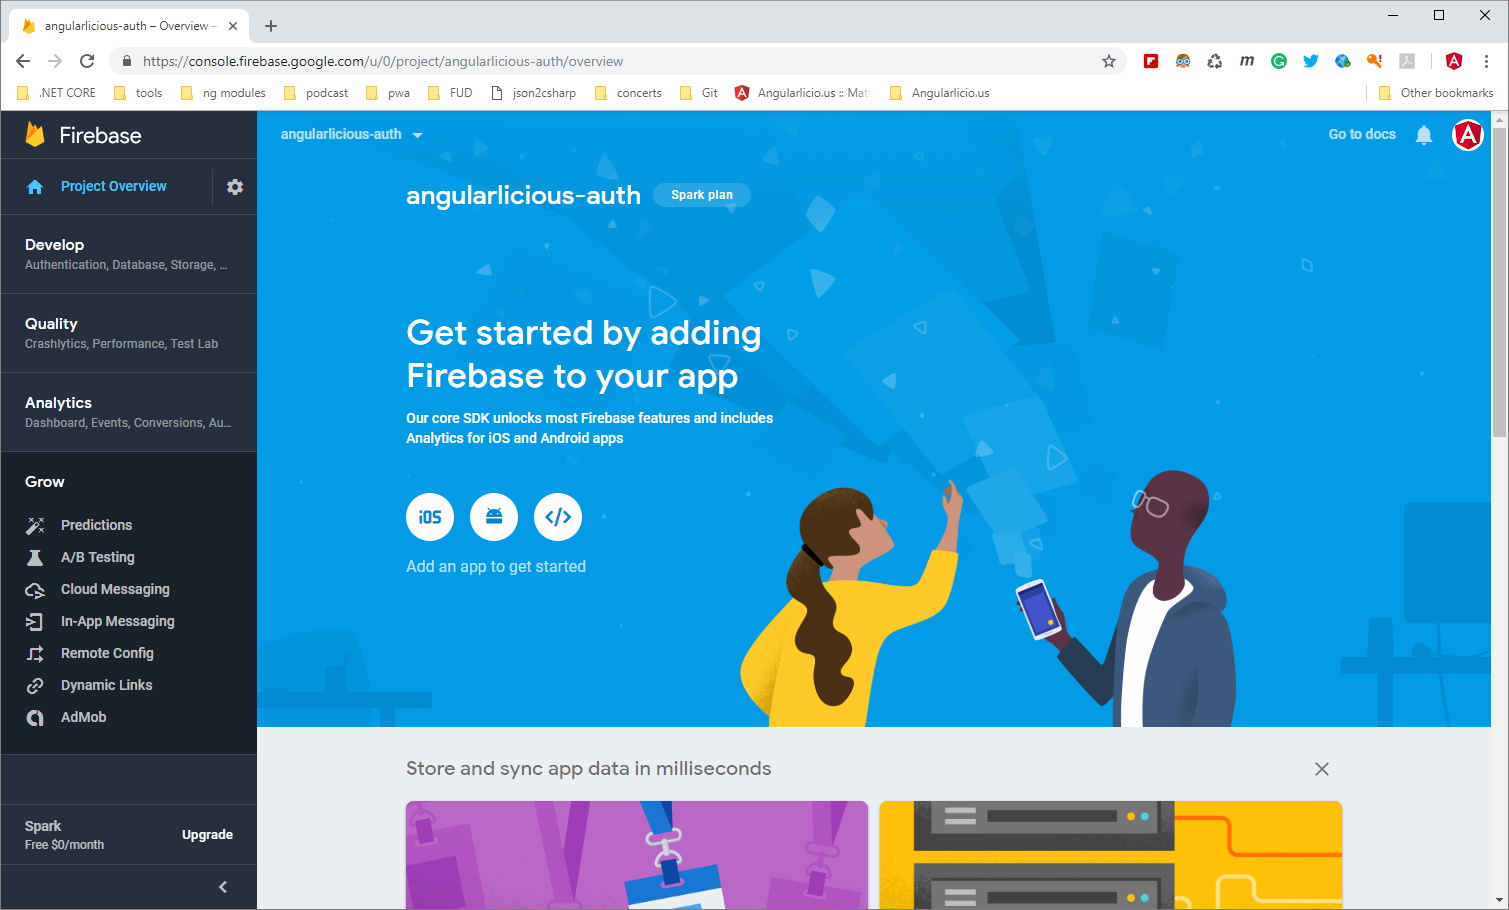 angularlicious-auth – Overview –
https://console.firebase.google.com/u/0/project/angularlicious-auth/overview
.NET CORE tools ng modules podcast pwa FUD json2csharp concerts Git Angularlicio.us :: Mat Angularlicio.us Other bookmarks
Firebase
angularlicious-auth
Go to docs
Project Overview
angularlicious-auth Spark plan
Develop
Authentication, Database, Storage, ...
Quality
Crashlytics, Performance, Test Lab
Analytics
Dashboard, Events, Conversions, Au...
Grow
Predictions
A/B Testing
Cloud Messaging
In-App Messaging
Remote Config
Dynamic Links
AdMob
Spark
Free $0/month
Upgrade
Get started by adding
Firebase to your app
Our core SDK unlocks most Firebase features and includes
Analytics for iOS and Android apps
iOS </>
Add an app to get started
Store and sync app data in milliseconds